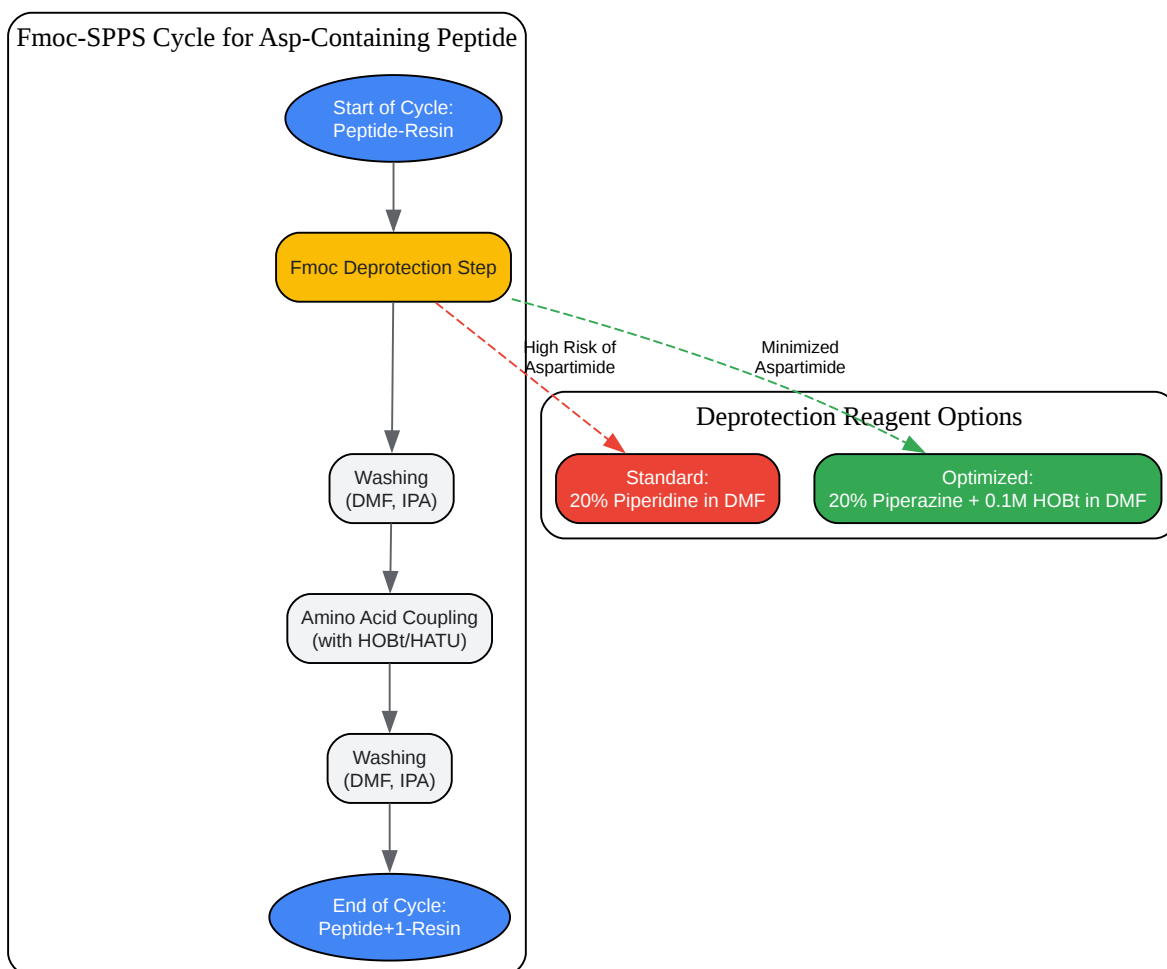 Fmoc-SPPS Cycle for Asp-Containing Peptide
Start of Cycle:
Peptide-Resin
Fmoc Deprotection Step
High Risk of
Aspartimide
Minimized
Aspartimide
Deprotection Reagent Options
Standard:
20% Piperidine in DMF
Optimized:
20% Piperazine + 0.1M HOBt in DMF
Washing
(DMF, IPA)
Amino Acid Coupling
(with HOBt/HATU)
Washing
(DMF, IPA)
End of Cycle:
Peptide+1-Resin